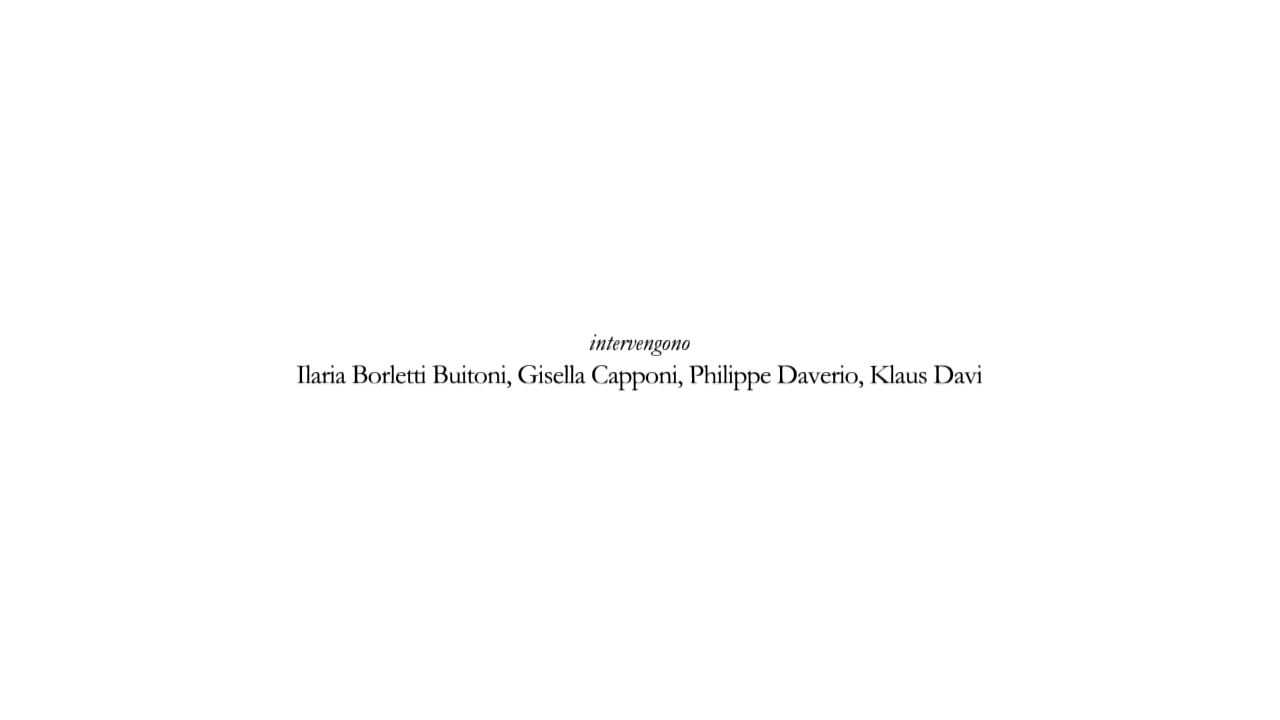 intervengono
Ilaria Borletti Buitoni, Gisella Capponi, Philippe Daverio, Klaus Davi